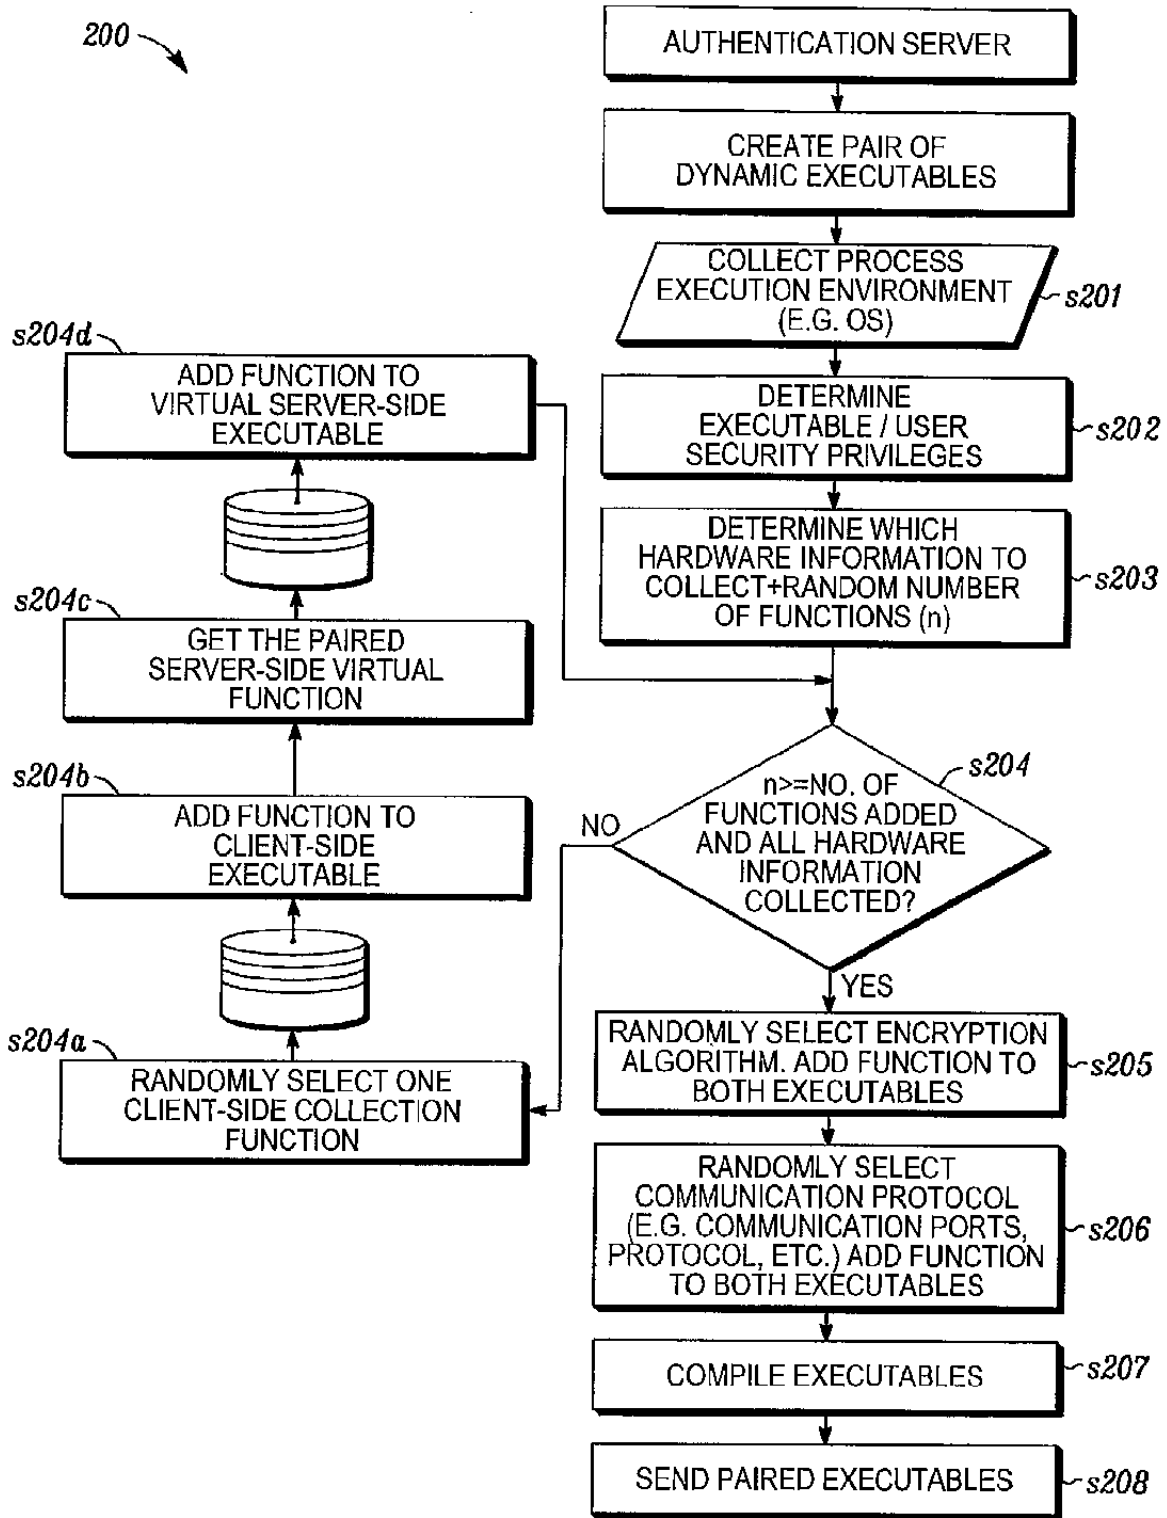 200
AUTHENTICATION SERVER
CREATE PAIR OF
DYNAMIC EXECUTABLES
COLLECT PROCESS
EXECUTION ENVIRONMENT
(E.G. OS)
s201
DETERMINE
EXECUTABLE / USER
SECURITY PRIVILEGES
s202
DETERMINE WHICH
HARDWARE INFORMATION TO
COLLECT+RANDOM NUMBER
OF FUNCTIONS (n)
s203
n>=NO. OF
FUNCTIONS ADDED
AND ALL HARDWARE
INFORMATION
COLLECTED?
s204
NO
YES
s204a
RANDOMLY SELECT ONE
CLIENT-SIDE COLLECTION
FUNCTION
s204b
ADD FUNCTION TO
CLIENT-SIDE
EXECUTABLE
s204c
GET THE PAIRED
SERVER-SIDE VIRTUAL
FUNCTION
s204d
ADD FUNCTION TO
VIRTUAL SERVER-SIDE
EXECUTABLE
RANDOMLY SELECT ENCRYPTION
ALGORITHM. ADD FUNCTION TO
BOTH EXECUTABLES
s205
RANDOMLY SELECT
COMMUNICATION PROTOCOL
(E.G. COMMUNICATION PORTS,
PROTOCOL, ETC.) ADD FUNCTION
TO BOTH EXECUTABLES
s206
COMPILE EXECUTABLES
s207
SEND PAIRED EXECUTABLES
s208